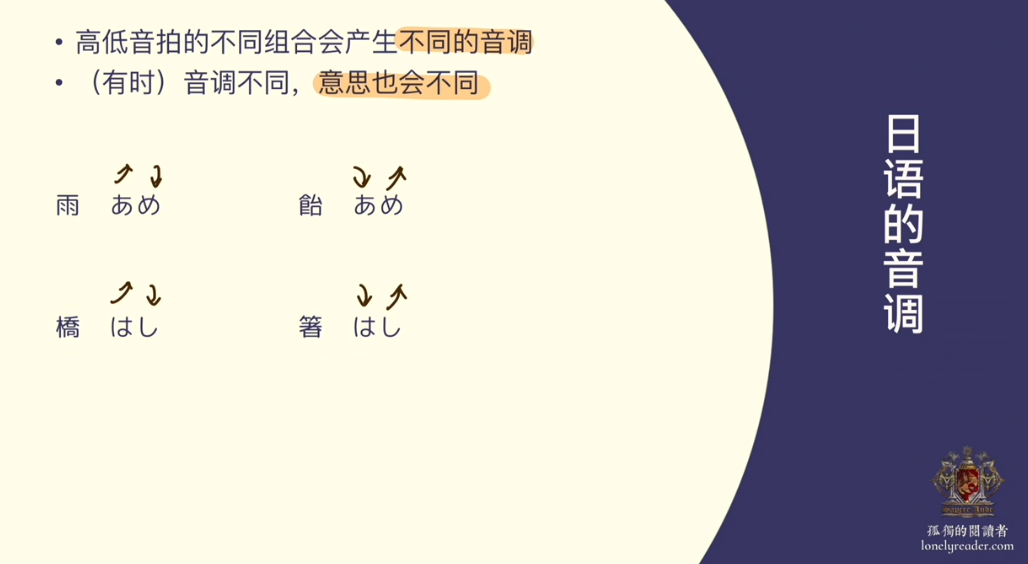 • 高低音拍的不同组合会产生不同的音调
• （有时）音调不同，意思也会不同
雨 あめ 飴 あめ
橋 はし 箸 はし
日语的音调
Sapere Aude
孤獨的閱讀者
lonelyreader.com